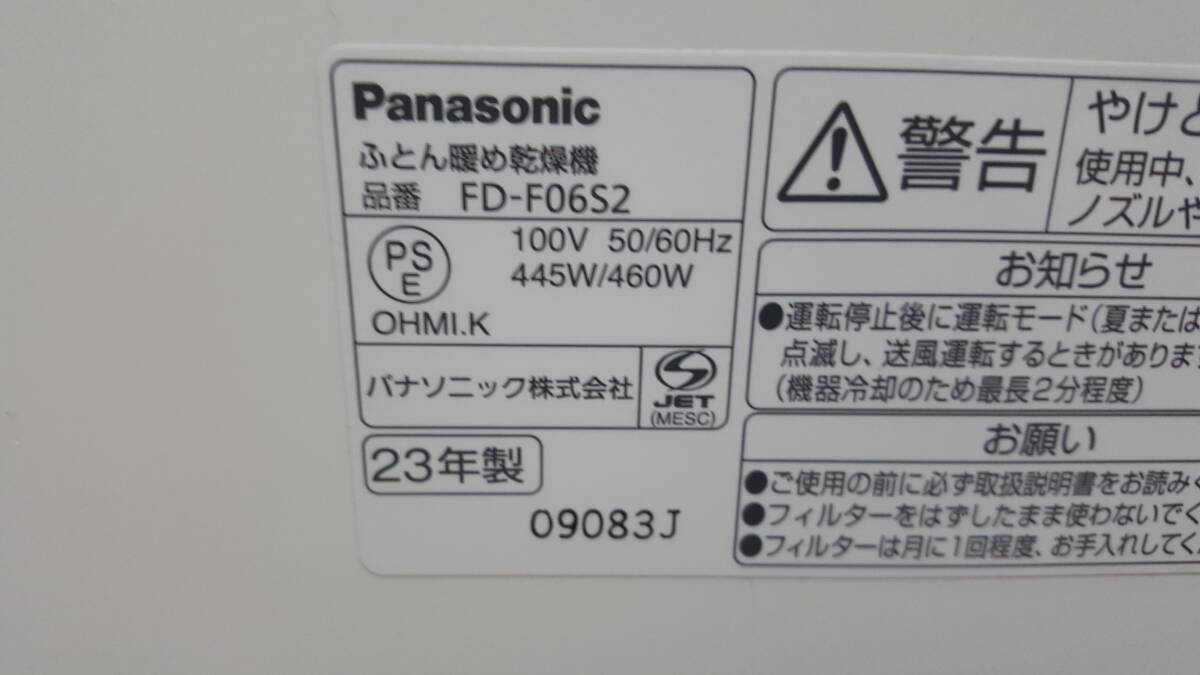 Panasonic
ふとん暖め乾燥機
品番 FD-F06S2
PS
E
100V 50/60Hz
445W/460W
OHMI.K
パナソニック株式会社
JET
(MESC)
23年製
09083J
警告
やけど
使用中、
ノズルや
お知らせ
●運転停止後に運転モード(夏または
点滅し、送風運転するときがあります
(機器冷却のため最長2分程度)
お願い
●ご使用の前に必ず取扱説明書をお読み
●フィルターをはずしたまま使わないでく
●フィルターは月に1回程度、お手入れしてく